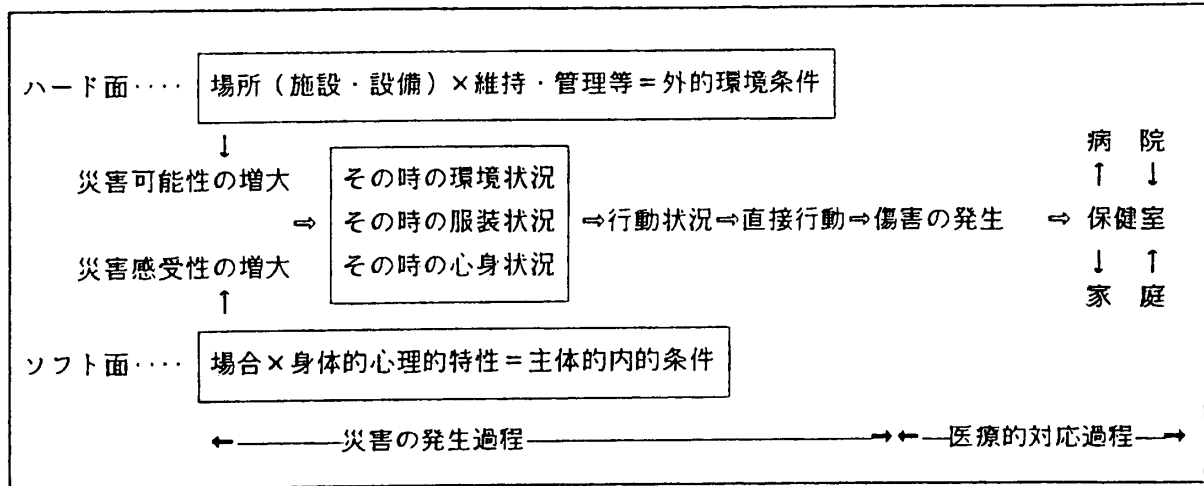 ハード面････ 場所（施設・設備）×維持・管理等＝外的環境条件
↓
病 院
災害可能性の増大 その時の環境状況 ↑ ↓
⇨ その時の服装状況 ⇨行動状況⇨直接行動⇨傷害の発生 ⇨ 保健室
災害感受性の増大 その時の心身状況 ↓ ↑
↑ 家 庭
ソフト面････ 場合×身体的心理的特性＝主体的内的条件
←――災害の発生過程――→←―医療的対応過程―→